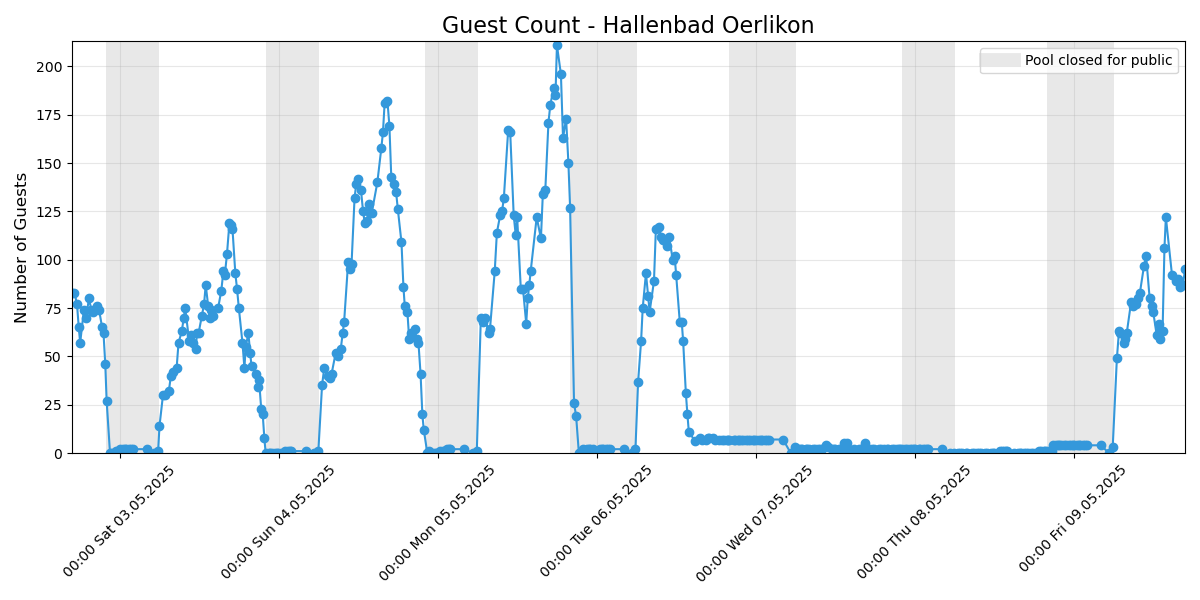 Guest Count - Hallenbad Oerlikon
Pool closed for public
Number of Guests
200
175
150
125
100
75
50
25
0
00:00 Sat 03.05.2025
00:00 Sun 04.05.2025
00:00 Mon 05.05.2025
00:00 Tue 06.05.2025
00:00 Wed 07.05.2025
00:00 Thu 08.05.2025
00:00 Fri 09.05.2025